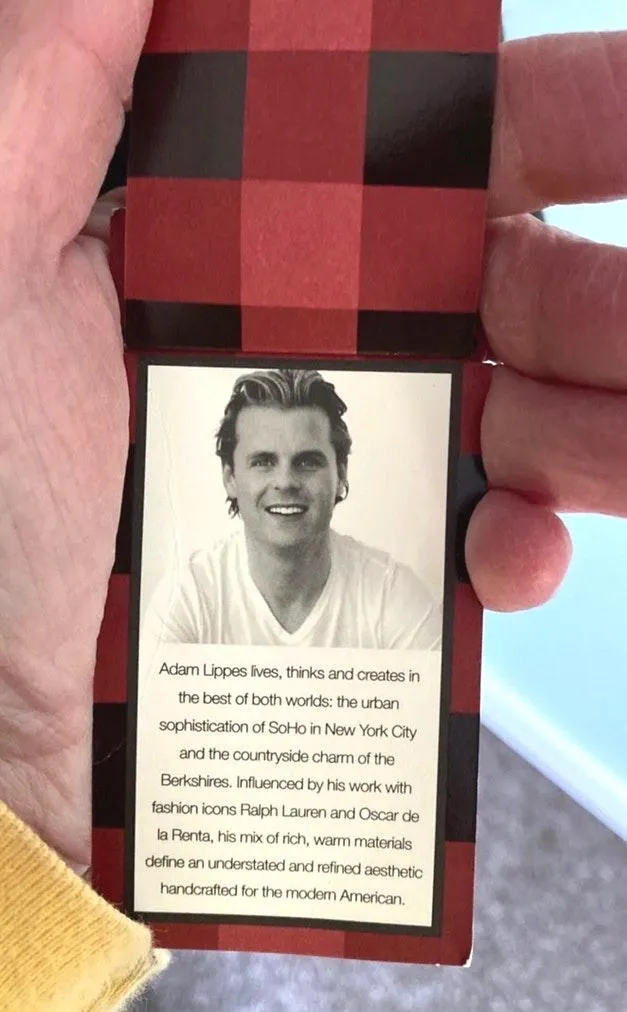 Adam Lippes lives, thinks and creates in
the best of both worlds: the urban
sophistication of SoHo in New York City
and the countryside charm of the
Berkshires. Influenced by his work with
fashion icons Ralph Lauren and Oscar de
la Renta, his mix of rich, warm materials
define an understated and refined aesthetic
handcrafted for the modern American.